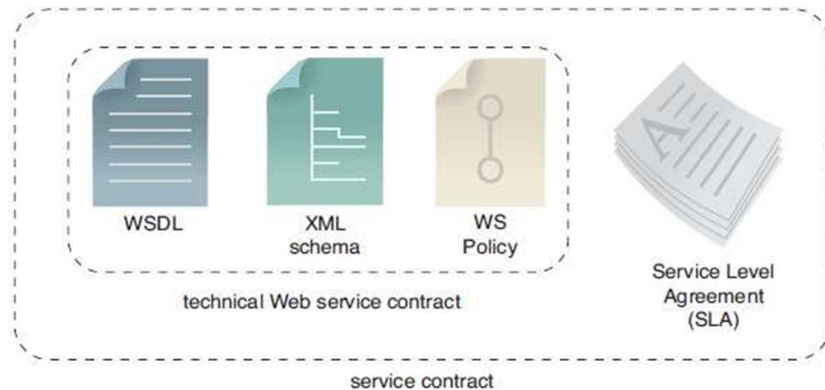 WSDL
XML
schema
WS
Policy
technical Web service contract
A
Service Level
Agreement
(SLA)
service contract